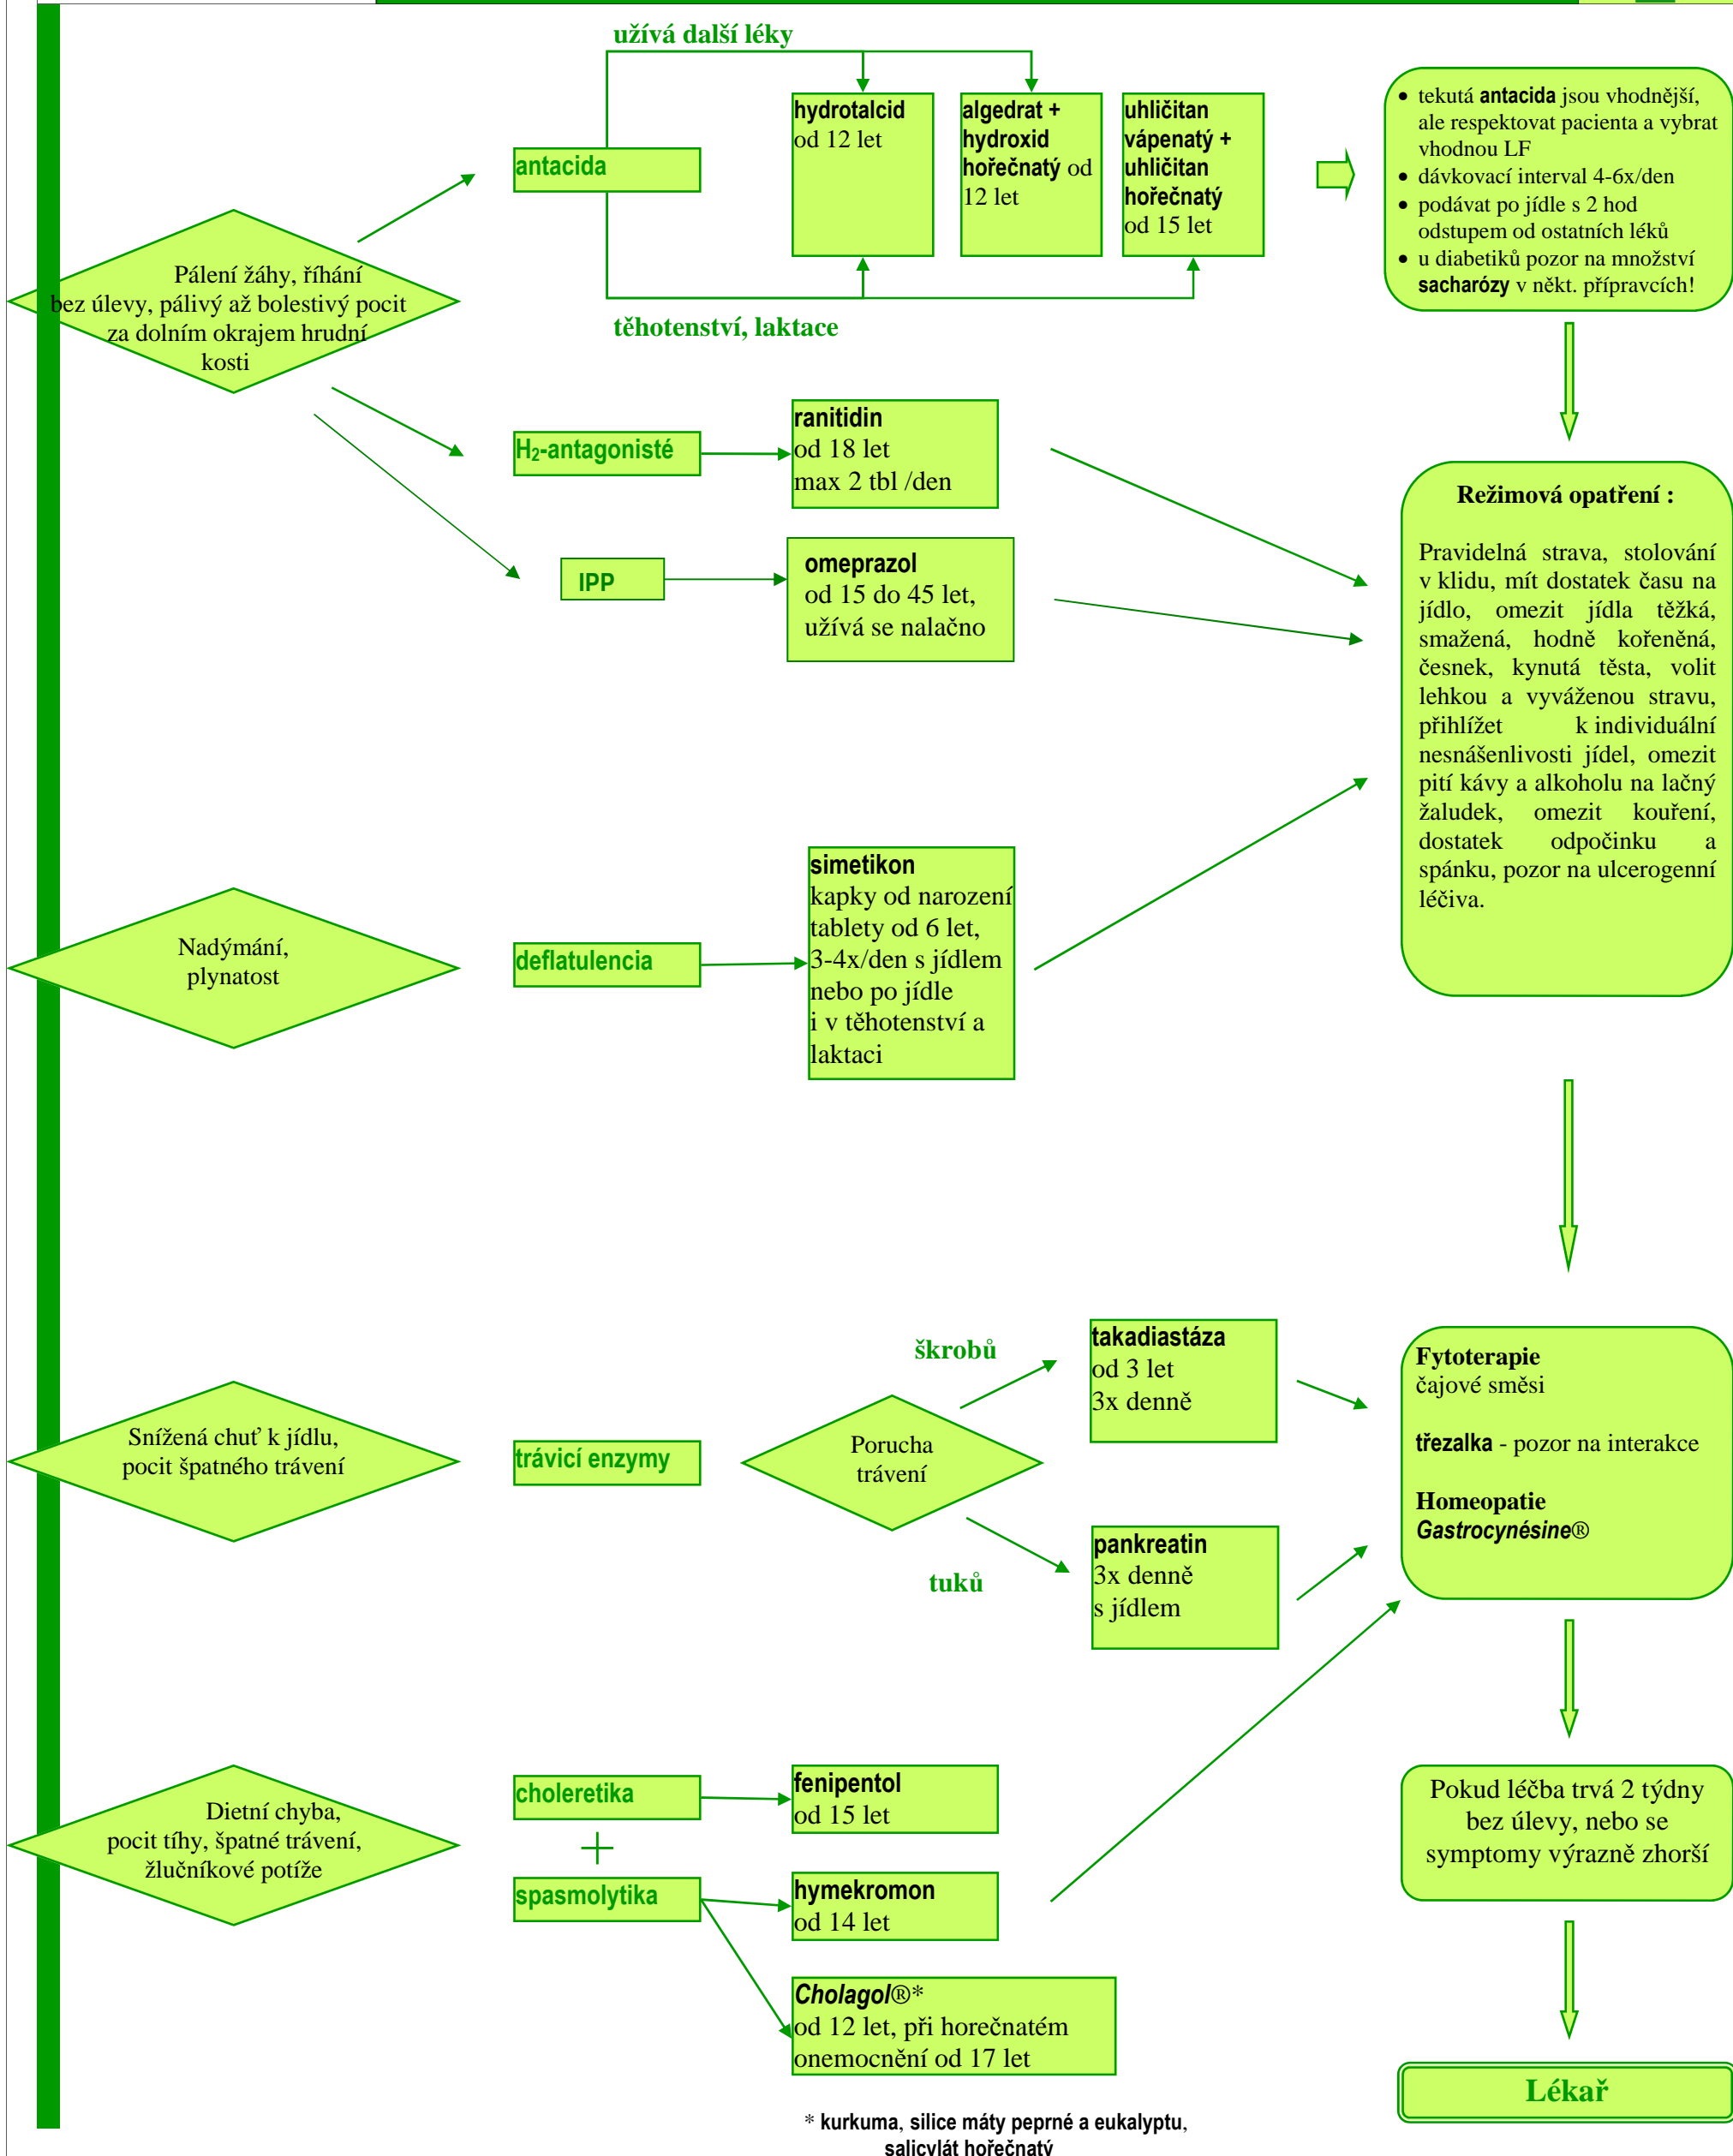 užívá další léky
antacida
hydrotalcid
od 12 let
algedrat +
hydroxid
hořečnatý od
12 let
uhličitan
vápenatý +
uhličitan
hořečnatý
od 15 let
• tekutá antacida jsou vhodnější,
ale respektovat pacienta a vybrat
vhodnou LF
• dávkovací interval 4-6x/den
• podávat po jídle s 2 hod
odstupem od ostatních léků
• u diabetiků pozor na množství
sacharózy v někt. přípravcích!
Pálení žáhy, říhání
bez úlevy, pálivý až bolestivý pocit
za dolním okrajem hrudní
kosti
těhotenství, laktace
H₂-antagonisté
ranitidin
od 18 let
max 2 tbl /den
IPP
omeprazol
od 15 do 45 let,
užívá se nalačno
Režimová opatření :
Pravidelná strava, stolování
v klidu, mít dostatek času na
jídlo, omezit jídla těžká,
smažená, hodně kořeněná,
česnek, kynutá těsta, volit
lehkou a vyváženou stravu,
přihlížet k individuální
nesnášenlivosti jídel, omezit
pití kávy a alkoholu na lačný
žaludek, omezit kouření,
dostatek odpočinku a
spánku, pozor na ulcerogenní
léčiva.
Nadýmání,
plynatost
deflatulencia
simetikon
kapky od narození
tablety od 6 let,
3-4x/den s jídlem
nebo po jídle
i v těhotenství a
laktaci
Snížená chuť k jídlu,
pocit špatného trávení
trávicí enzymy
Porucha
trávení
škrobů
takadiastáza
od 3 let
3x denně
tuků
pankreatin
3x denně
s jídlem
Fytoterapie
čajové směsi
třezalka - pozor na interakce
Homeopatie
Gastrocynésine®
Dietní chyba,
pocit tíhy, špatné trávení,
žlučníkové potíže
choleretika
+
spasmolytika
fenipentol
od 15 let
hymekromon
od 14 let
Cholagol®*
od 12 let, při horečnatém
onemocnění od 17 let
Pokud léčba trvá 2 týdny
bez úlevy, nebo se
symptomy výrazně zhorší
Lékař
* kurkuma, silice máty peprné a eukalyptu,
salicylát hořečnatý